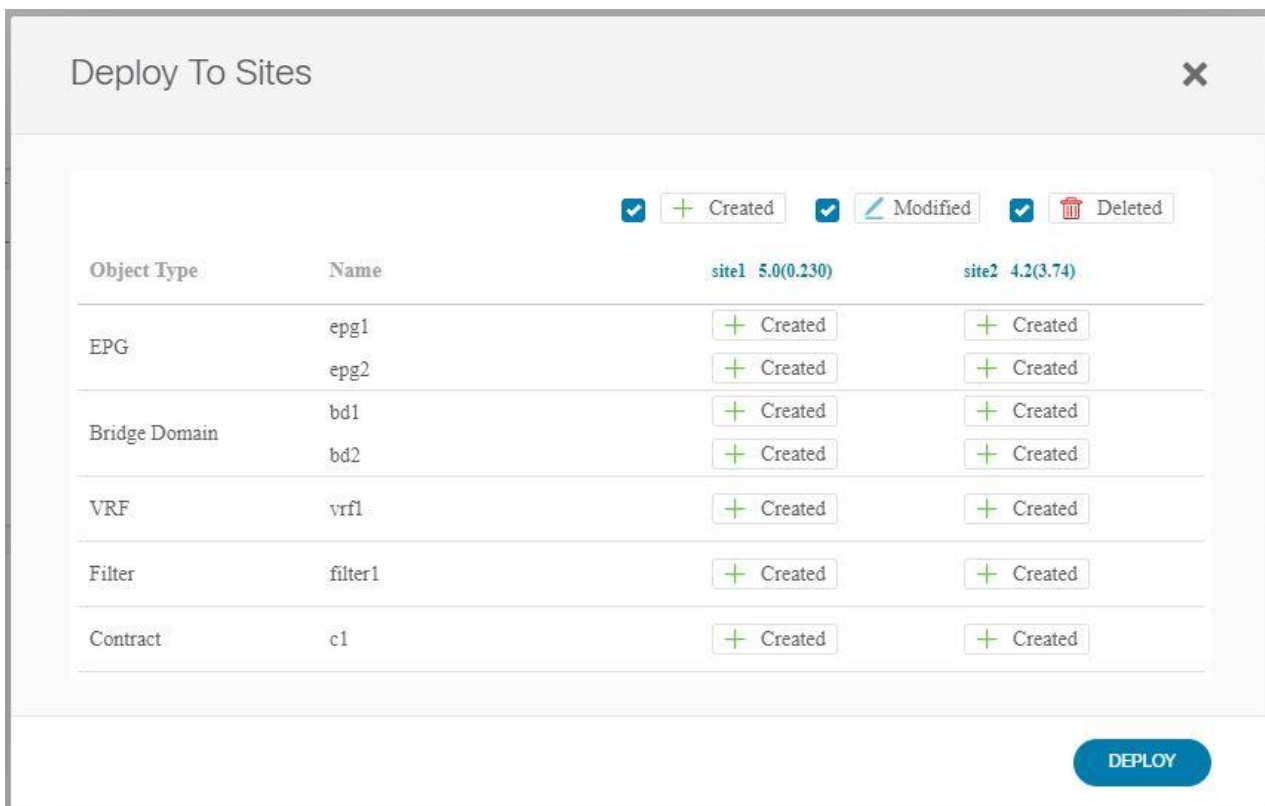 Deploy To Sites
Created Modified Deleted
Object Type Name site1 5.0(0.230) site2 4.2(3.74)
EPG
epg1 Created Created
epg2 Created Created
Bridge Domain
bd1 Created Created
bd2 Created Created
VRF vrf1 Created Created
Filter filter1 Created Created
Contract c1 Created Created
DEPLOY